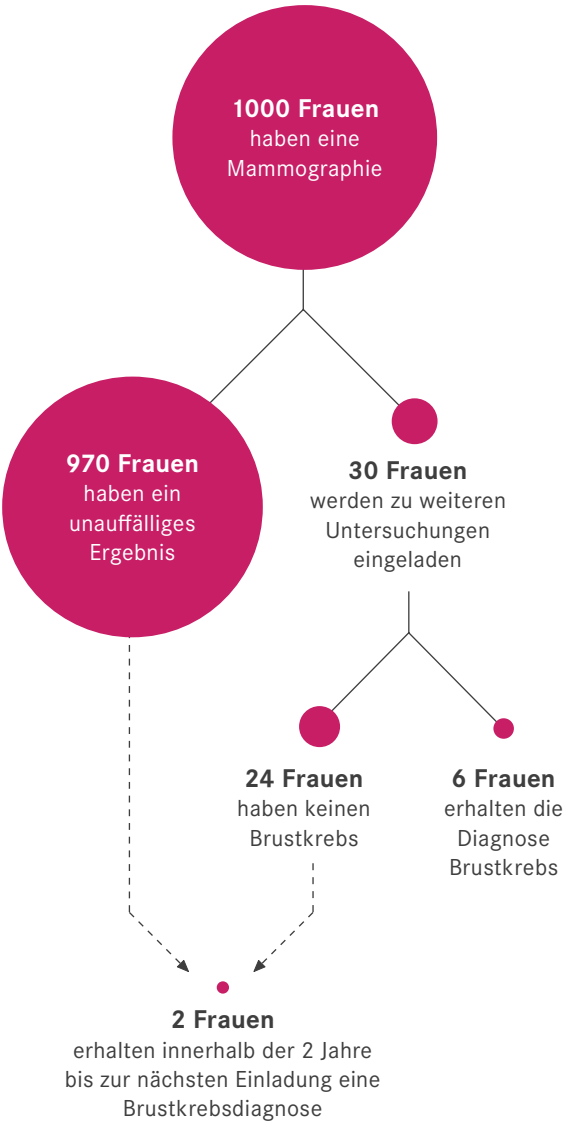 1000 Frauen
haben eine
Mammographie
970 Frauen
haben ein
unauffälliges
Ergebnis
30 Frauen
werden zu weiteren
Untersuchungen
eingeladen
24 Frauen
haben keinen
Brustkrebs
6 Frauen
erhalten die
Diagnose
Brustkrebs
2 Frauen
erhalten innerhalb der 2 Jahre
bis zur nächsten Einladung eine
Brustkrebsdiagnose